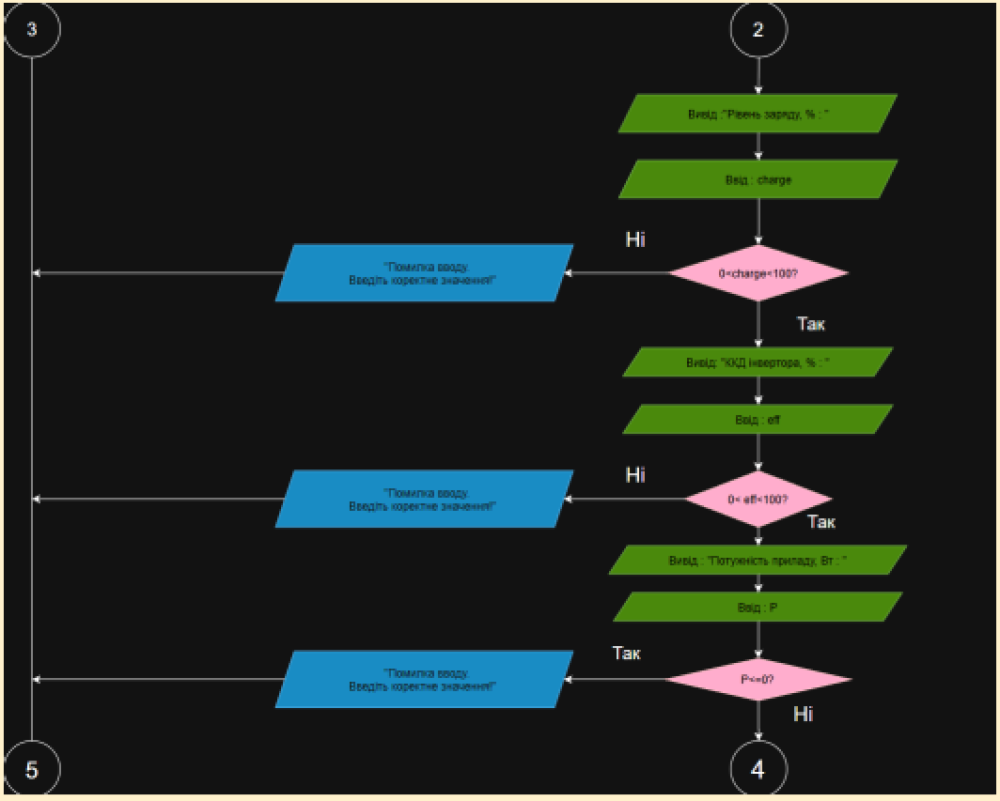 3
2
Вивід :"Рівень заряду, % : "
Ввід : charge
Ні
"Помилка вводу.
Введіть коректне значення!"
0<charge<100?
Так
Вивід: "ККД інвертора, % : "
Ввід : eff
Ні
"Помилка вводу.
Введіть коректне значення!"
0< eff<100?
Так
Вивід : "Потужність приладу, Вт : "
Ввід : P
Так
"Помилка вводу.
Введіть коректне значення!"
P<=0?
Ні
5
4